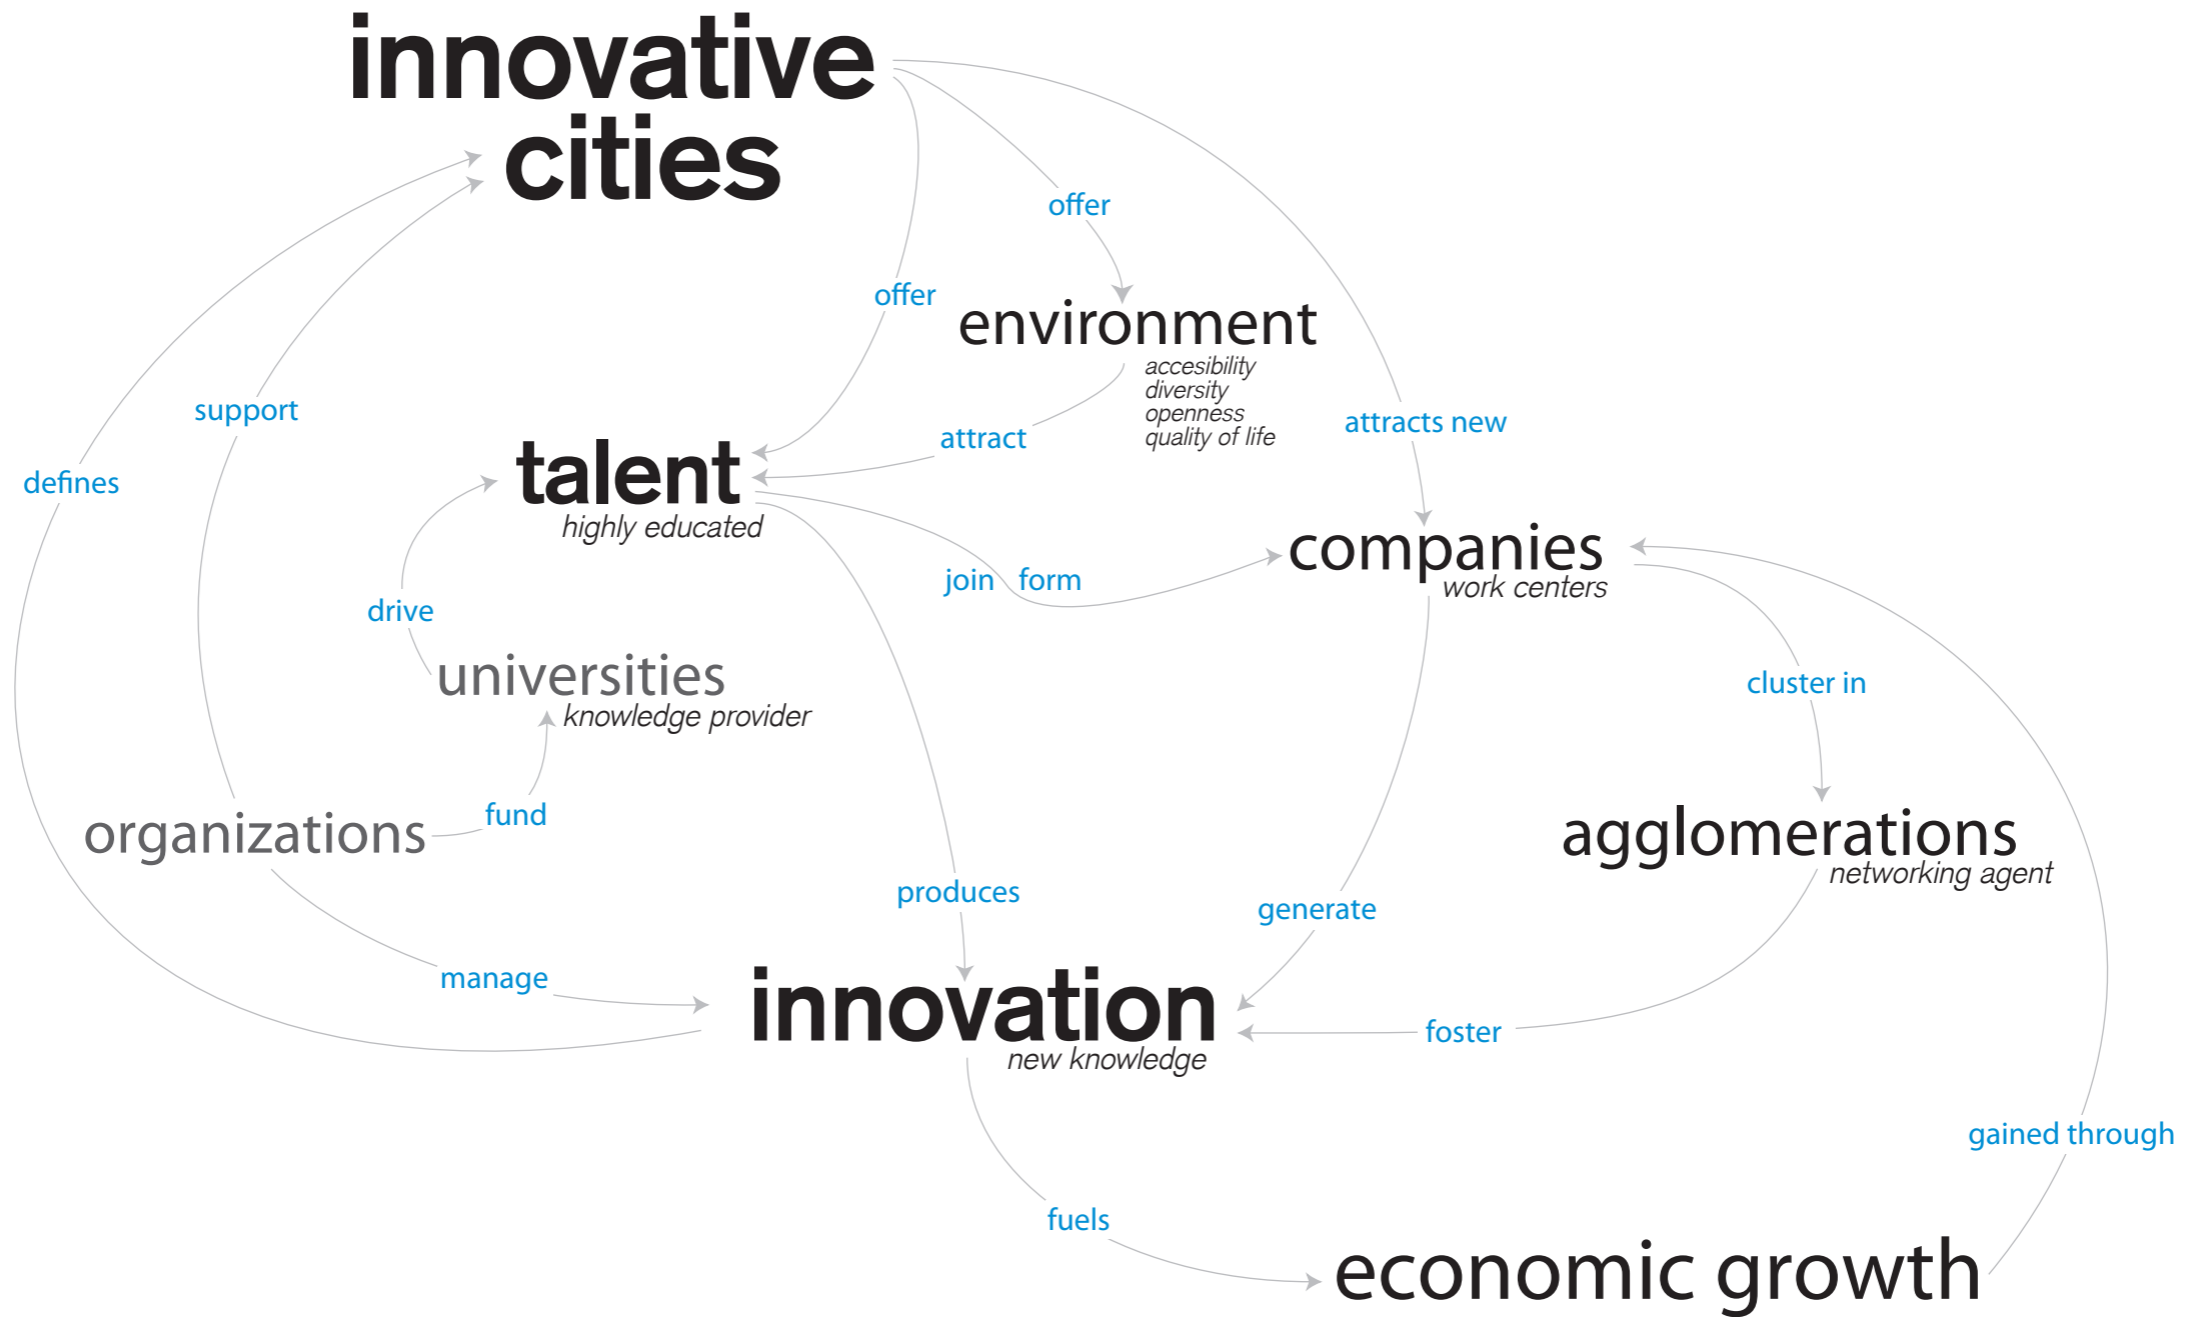 innovative
cities
offer
offer
environment
accesibility
diversity
openness
quality of life
support
attracts new
attract
talent
highly educated
defines
companies
work centers
join form
drive
universities
knowledge provider
cluster in
organizations
fund
agglomerations
networking agent
produces
generate
manage
innovation
new knowledge
foster
gained through
fuels
economic growth